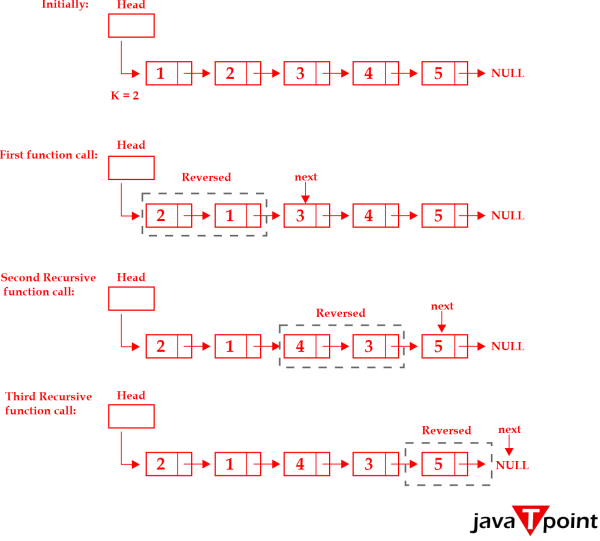 Initially:
Head
1 2 3 4 5 NULL
K = 2
Head
First function call:
Reversed next
2 1 3 4 5 NULL
Second Recursive Head
function call:
Reversed next
2 1 4 3 5 NULL
Third Recursive Head
function call:
Reversed next
2 1 4 3 5 NULL
javaTpoint